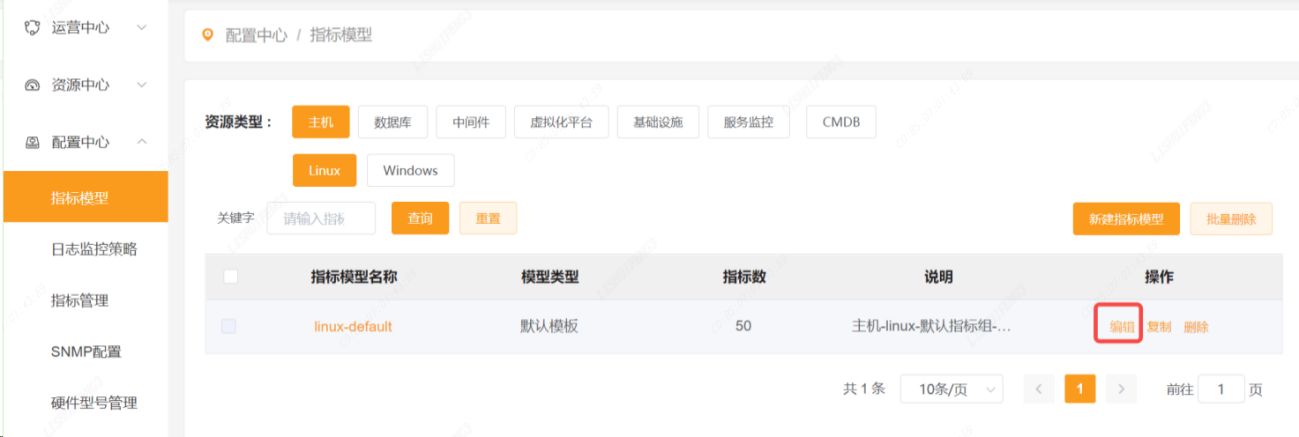 运营中心
资源中心
配置中心
指标模型
日志监控策略
指标管理
SNMP配置
硬件型号管理
配置中心 / 指标模型
资源类型： 主机 数据库 中间件 虚拟化平台 基础设施 服务监控 CMDB
Linux Windows
关键字 请输入指标 查询 重置 新建指标模型 批量删除
指标模型名称 模型类型 指标数 说明 操作
linux-default 默认模板 50 主机-linux-默认指标组-... 编辑 复制 删除
共 1 条 10条/页 < 1 > 前往 1 页